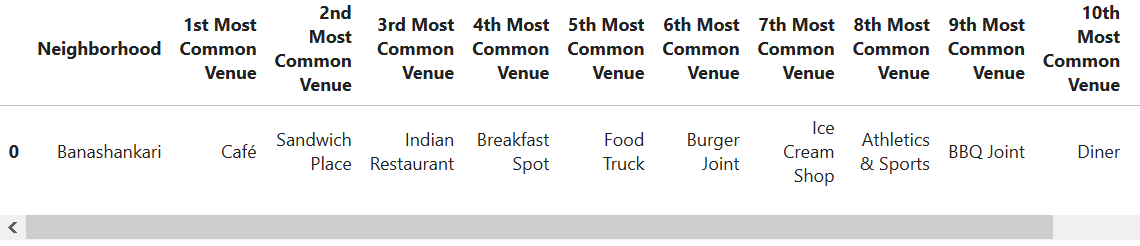 Neighborhood 1st Most Common Venue 2nd Most Common Venue 3rd Most Common Venue 4th Most Common Venue 5th Most Common Venue 6th Most Common Venue 7th Most Common Venue 8th Most Common Venue 9th Most Common Venue 10th Most Common Venue
0 Banashankari Café Sandwich Place Indian Restaurant Breakfast Spot Food Truck Burger Joint Ice Cream Shop Athletics & Sports BBQ Joint Diner